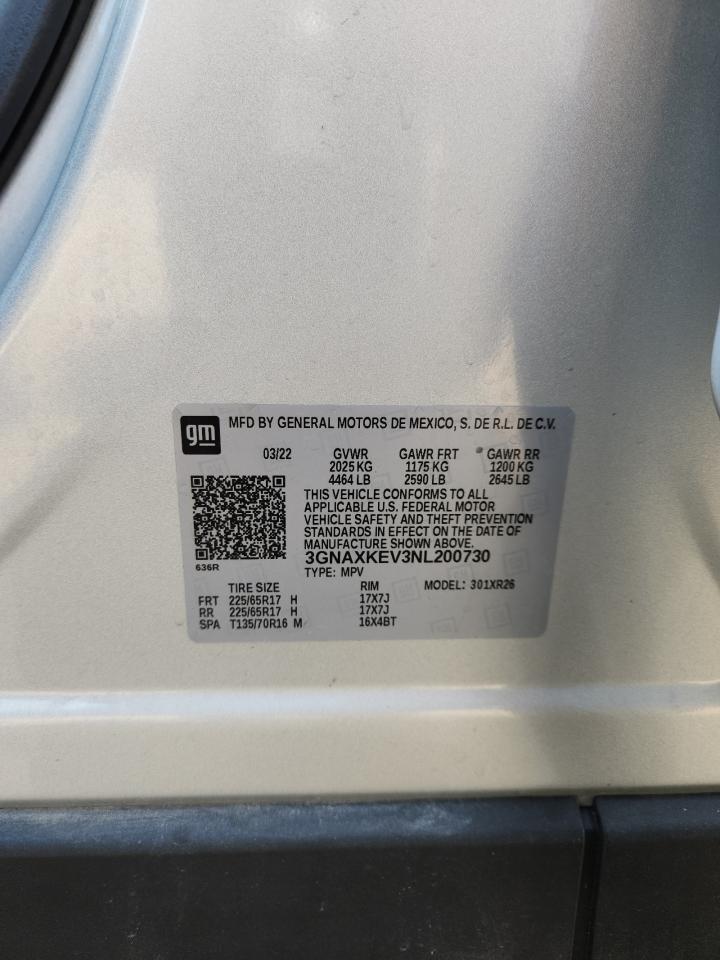 gm
MFD BY GENERAL MOTORS DE MEXICO, S. DE R.L. DE C.V.
03/22 GVWR GAWR FRT GAWR RR
2025 KG 1175 KG 1200 KG
4464 LB 2590 LB 2645 LB
THIS VEHICLE CONFORMS TO ALL
APPLICABLE U.S. FEDERAL MOTOR
VEHICLE SAFETY AND THEFT PREVENTION
STANDARDS IN EFFECT ON THE DATE OF
MANUFACTURE SHOWN ABOVE.
3GNAXKEV3NL200730
636R
TYPE: MPV
TIRE SIZE RIM MODEL: 301XR26
FRT 225/65R17 H 17X7J
RR 225/65R17 H 17X7J
SPA T135/70R16 M 16X4BT